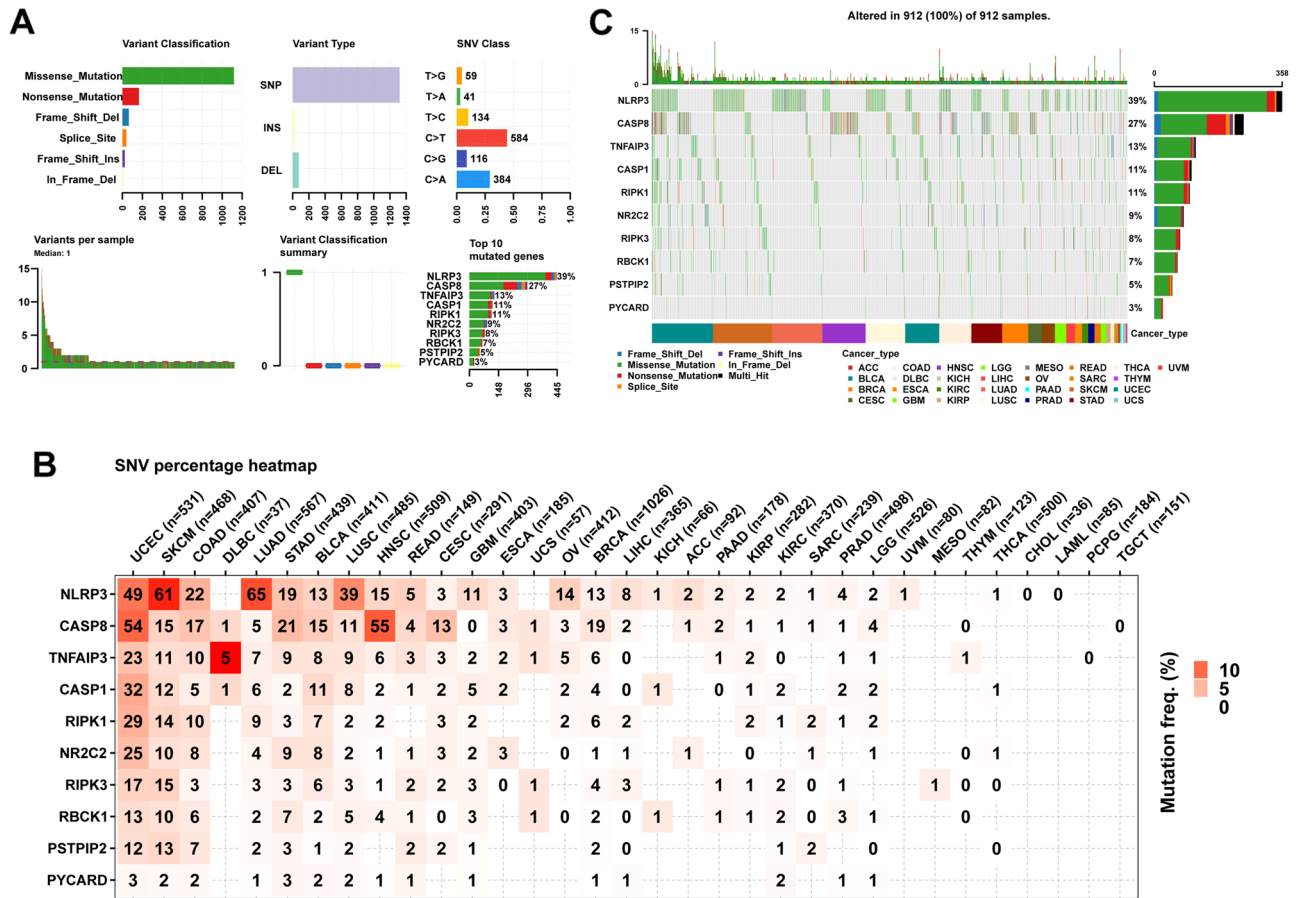 A
Variant Classification
Missense_Mutation
Nonsense_Mutation
Frame_Shift_Del
Splice_Site
Frame_Shift_Ins
In_Frame_Del
0 200 400 600 800 1000 1200
Variant Type
SNP
INS
DEL
0 200 400 600 800 1000 1200 1400
SNV Class
T>G 59
T>A 41
T>C 134
C>T 584
C>G 116
C>A 384
0.00 0.25 0.50 0.75 1.00
Variants per sample
Median: 1
15
10
5
0
Variant Classification
summary
1
0
Top 10
mutated genes
NLRP3 39%
CASP8 27%
TNFAIP3 13%
CASP1 11%
RIPK1 11%
NR2C2 9%
RIPK3 8%
RBCK1 7%
PSTPIP2 5%
PYCARD 3%
0 148 296 445
C
Altered in 912 (100%) of 912 samples.
15
0
0 358
NLRP3 39%
CASP8 27%
TNFAIP3 13%
CASP1 11%
RIPK1 11%
NR2C2 9%
RIPK3 8%
RBCK1 7%
PSTPIP2 5%
PYCARD 3%
Cancer_type
Frame_Shift_Del Frame_Shift_Ins
Missense_Mutation In_Frame_Del
Nonsense_Mutation Multi_Hit
Splice_Site
Cancer_type
ACC COAD HNSC LGG MESO READ THCA UVM
BLCA DLBC KICH LIHC OV SARC THYM
BRCA ESCA KIRC LUAD PAAD SKCM UCEC
CESC GBM KIRP LUSC PRAD STAD UCS
B
SNV percentage heatmap
UCEC (n=531)
SKCM (n=468)
COAD (n=407)
DLBC (n=37)
LUAD (n=567)
STAD (n=439)
BLCA (n=411)
LUSC (n=485)
HNSC (n=509)
READ (n=149)
CESC (n=291)
GBM (n=403)
ESCA (n=185)
UCS (n=57)
OV (n=412)
BRCA (n=1026)
LIHC (n=365)
KICH (n=66)
ACC (n=92)
PAAD (n=178)
KIRP (n=282)
KIRC (n=370)
SARC (n=239)
PRAD (n=498)
LGG (n=526)
UVM (n=80)
MESO (n=82)
THYM (n=123)
THCA (n=500)
CHOL (n=36)
LAML (n=85)
PCPG (n=184)
TGCT (n=151)
NLRP3 49 61 22 65 19 13 39 15 5 3 11 3 14 13 8 1 2 2 2 2 1 4 2 1 1 0 0
CASP8 54 15 17 1 5 21 15 11 55 4 13 0 3 1 3 19 2 1 2 1 1 1 1 4 0 0
TNFAIP3 23 11 10 5 7 9 8 9 6 3 3 2 2 1 5 6 0 1 2 0 1 1 1 0
CASP1 32 12 5 1 6 2 11 8 2 1 2 5 2 2 4 0 1 0 1 2 2 2 1
RIPK1 29 14 10 9 3 7 2 2 3 2 2 6 2 2 1 2 1 2
NR2C2 25 10 8 4 9 8 2 1 1 2 2 3 0 1 1 1 0 1 1 0 1
RIPK3 17 15 3 3 3 6 3 1 2 2 3 0 1 4 3 1 1 2 0 1 1 0 0
RBCK1 13 10 6 2 7 2 5 4 1 0 3 1 0 2 0 1 1 1 2 0 3 1 0
PSTPIP2 12 13 7 2 3 1 2 2 2 1 2 0 1 2 0 0
PYCARD 3 2 2 1 3 2 2 1 1 1 1 1 2 1 1
Mutation freq. (%)
10
5
0